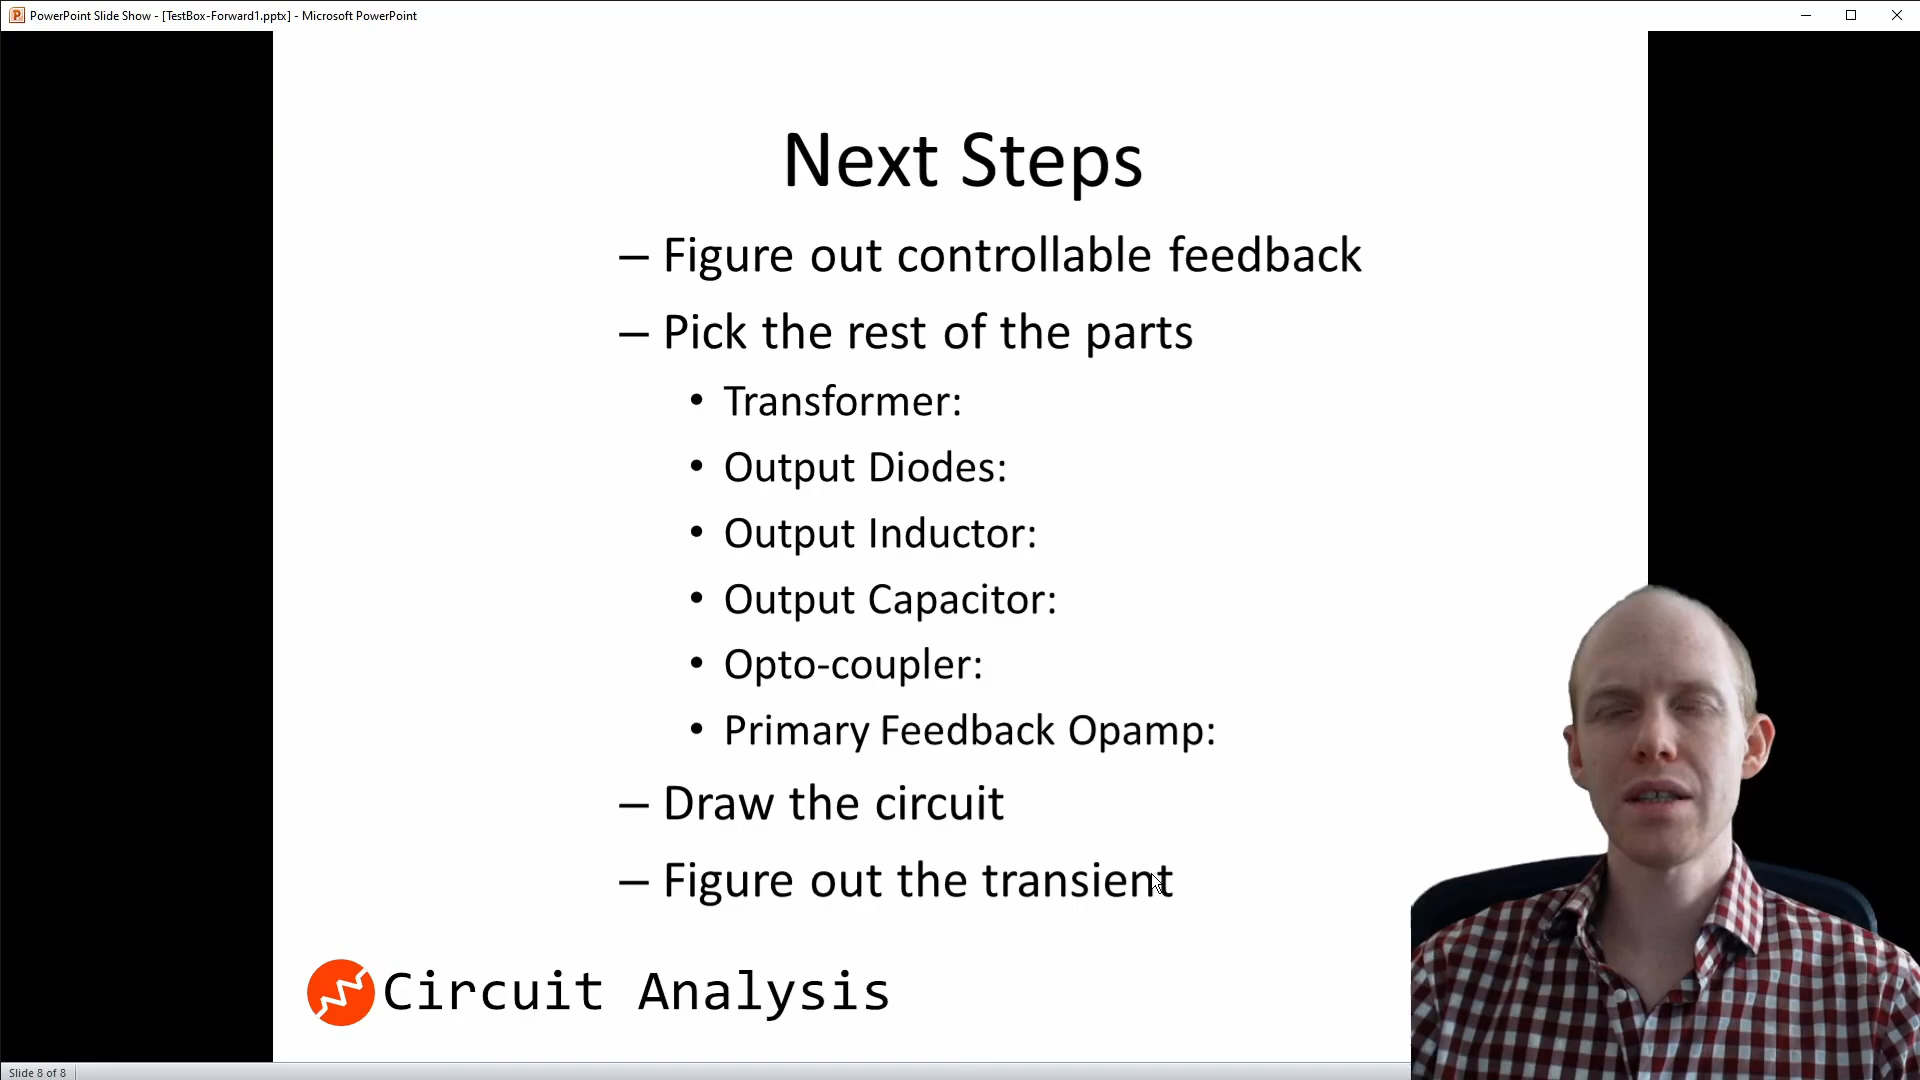 PowerPoint Slide Show - [TestBox-Forward1.pptx] - Microsoft PowerPoint
Next Steps
– Figure out controllable feedback
– Pick the rest of the parts
• Transformer:
• Output Diodes:
• Output Inductor:
• Output Capacitor:
• Opto-coupler:
• Primary Feedback Opamp:
– Draw the circuit
– Figure out the transient
Circuit Analysis
Slide 8 of 8